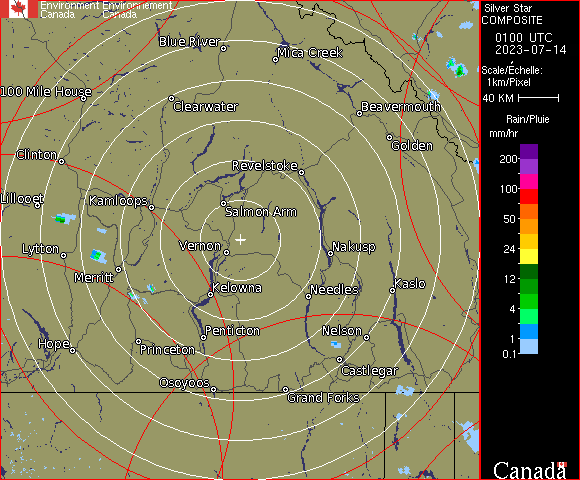 Environment Environnement
Canada Canada
Silver Star
COMPOSITE
0100 UTC
2023-07-14
Scale/Échelle:
1km/Pixel
40 KM
Rain/Pluie
mm/hr
200
100
50
24
12
4
1
0.1
Blue River
Mica Creek
100 Mile House
Clearwater
Beavermouth
Golden
Clinton
Revelstoke
Lillooet
Kamloops
Salmon Arm
Lytton
Vernon
Nakusp
Merritt
Kelowna
Needles
Kaslo
Hope
Penticton
Nelson
Princeton
Castlegar
Osoyoos
Grand Forks
Canada